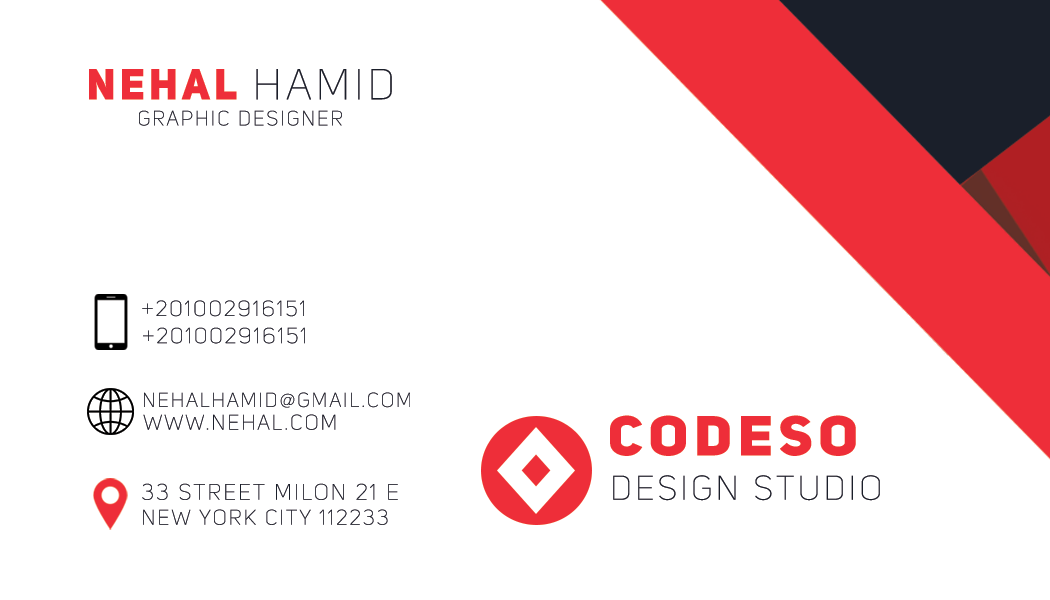 NEHAL HAMID
GRAPHIC DESIGNER
+201002916151
+201002916151
NEHALHAMID@GMAIL.COM
WWW.NEHAL.COM
33 STREET MILON 21 E
NEW YORK CITY 112233
CODESO
DESIGN STUDIO